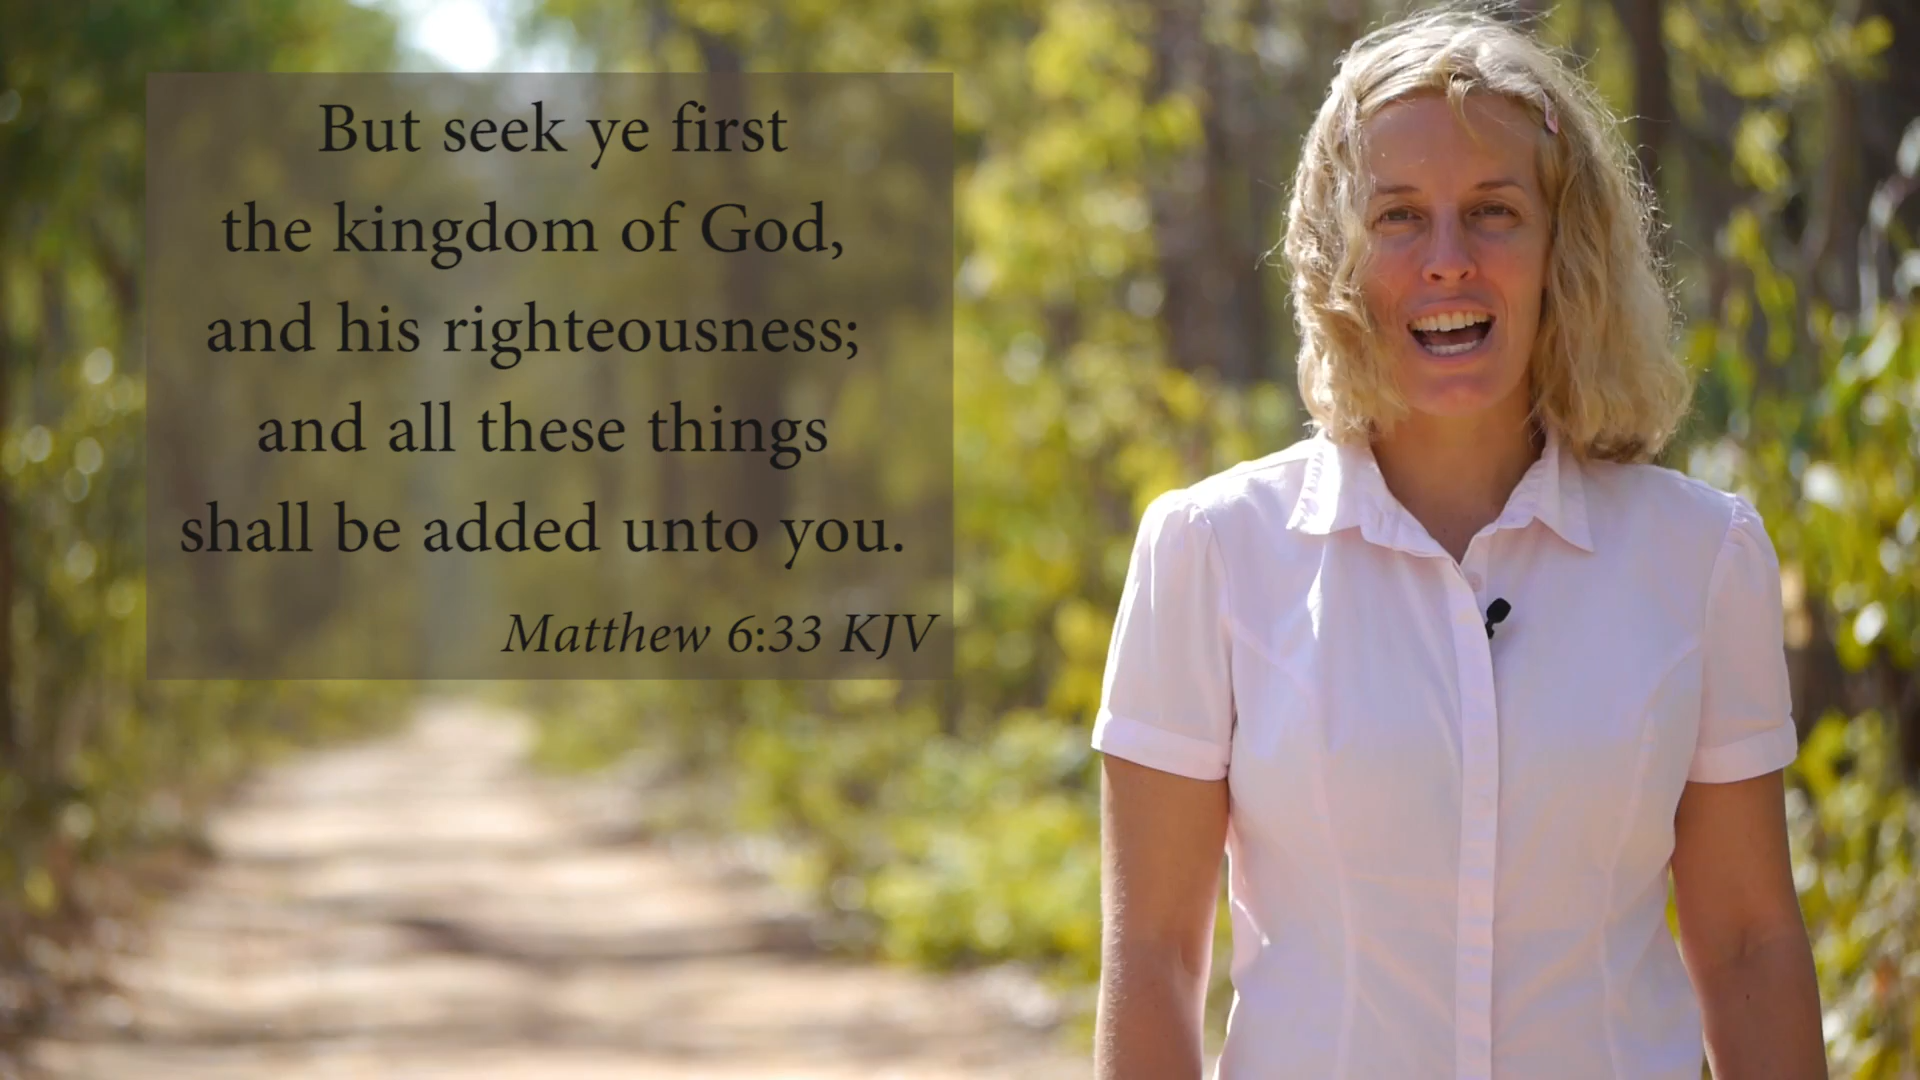 But seek ye first
the kingdom of God,
and his righteousness;
and all these things
shall be added unto you.
Matthew 6:33 KJV